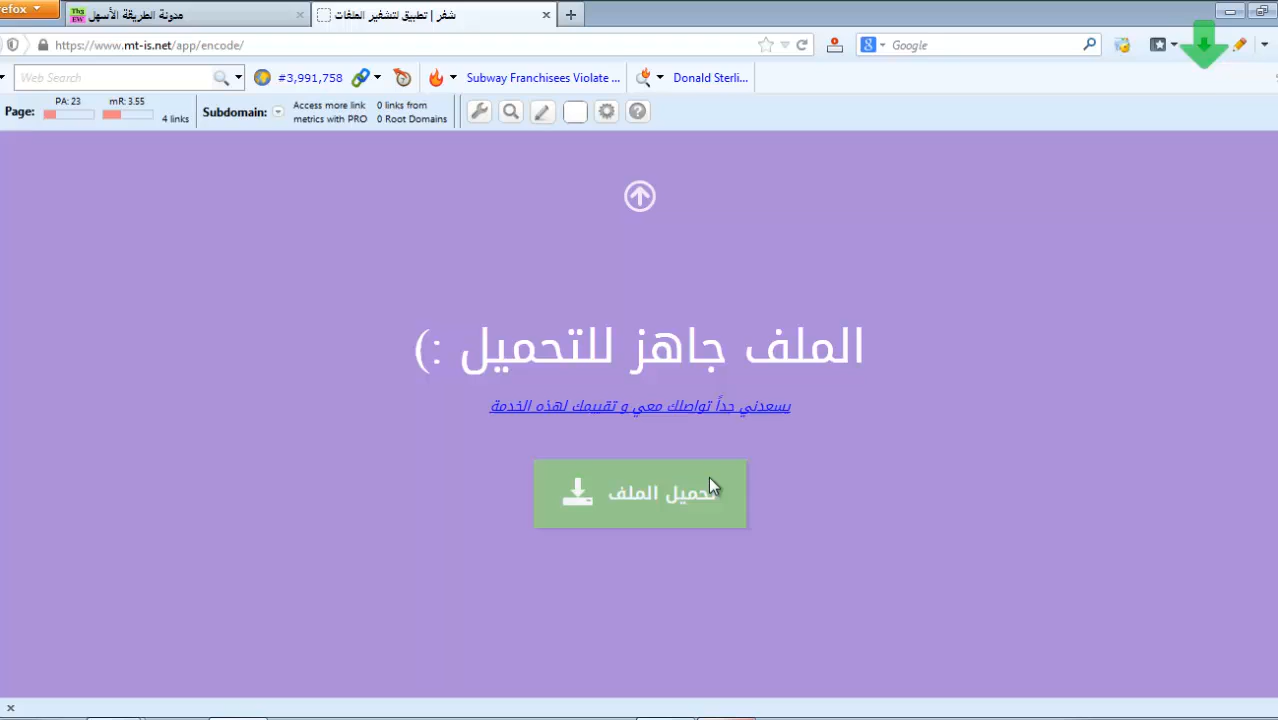 refox
Tha EW
مدونة الطريقة الأسهل
شفر | تطبيق لتشفير الملفات
https://www.mt-is.net/app/encode/
Google
Web Search
#3,991,758
Subway Franchisees Violate ...
Donald Sterli...
Page:
PA: 23
mR: 3.55
4 links
Subdomain:
Access more link
metrics with PRO
0 links from
0 Root Domains
الملف جاهز للتحميل :)
يسعدني جداً تواصلك معي و تقييمك لهذه الخدمة
تحميل الملف